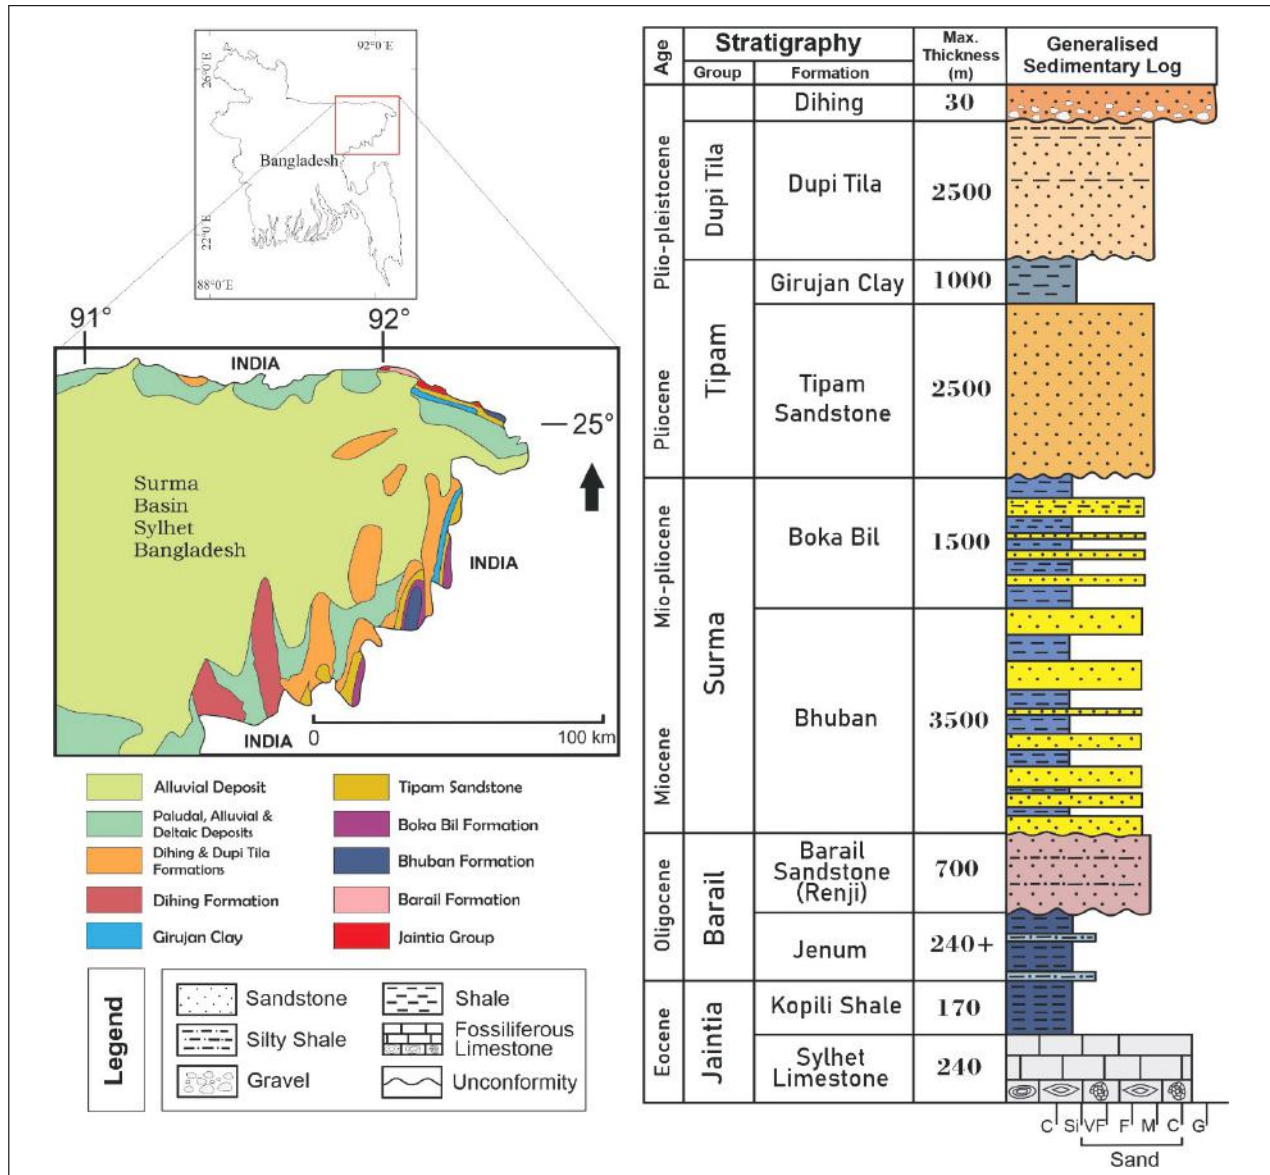 92°0´E
26°0´E
Bangladesh
22°0´E
88°0´E
91°
92°
INDIA
25°
Surma
Basin
Sylhet
Bangladesh
INDIA
INDIA
0
100 km
Alluvial Deposit
Paludal, Alluvial &
Deltaic Deposits
Dihing & Dupi Tila
Formations
Dihing Formation
Girujan Clay
Tipam Sandstone
Boka Bil Formation
Bhuban Formation
Barail Formation
Jaintia Group
Legend
Sandstone
Silty Shale
Gravel
Shale
Fossiliferous
Limestone
Unconformity
Age
Stratigraphy
Group
Formation
Max.
Thickness
(m)
Generalised
Sedimentary Log
Plio-pleistocene
Pliocene
Mio-pliocene
Miocene
Oligocene
Eocene
Dupi Tila
Tipam
Surma
Barail
Jaintia
Dihing
30
Dupi Tila
2500
Girujan Clay
1000
Tipam
Sandstone
2500
Boka Bil
1500
Bhuban
3500
Barail
Sandstone
(Renji)
700
Jenum
240+
Kopili Shale
170
Sylhet
Limestone
240
C Si VF F M C G
Sand